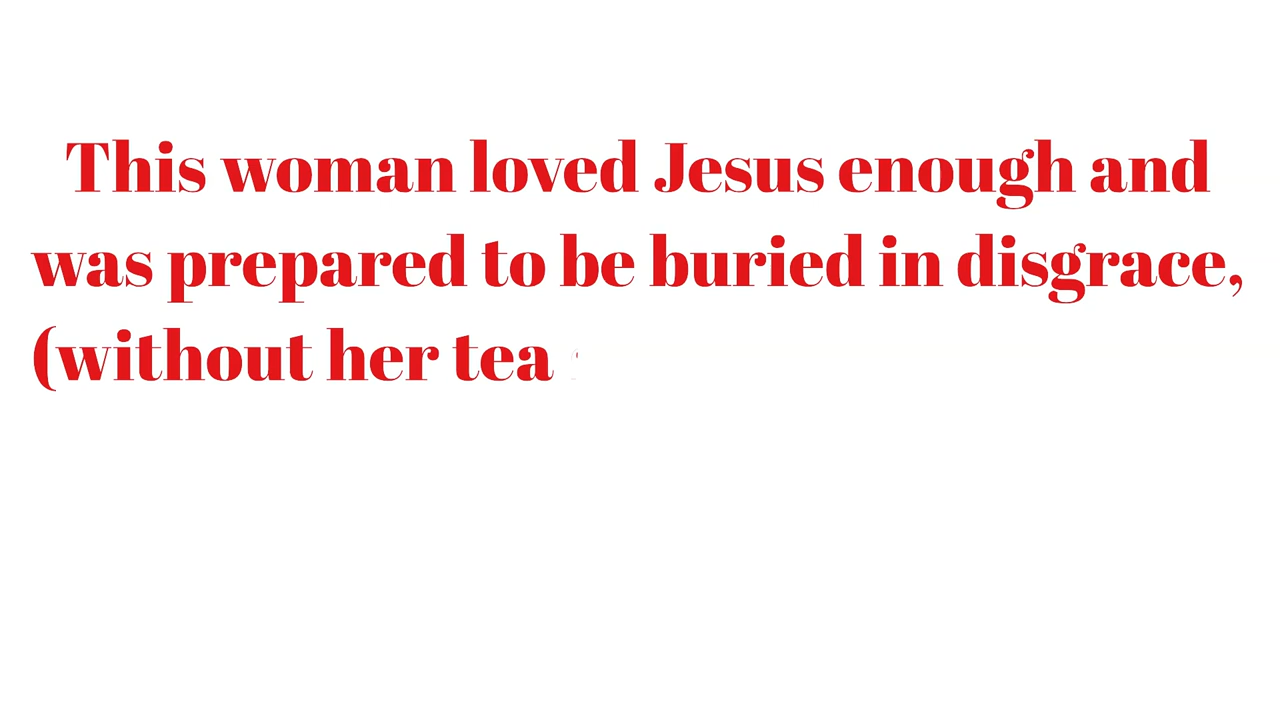 This woman loved Jesus enough and
was prepared to be buried in disgrace,
(without her tea